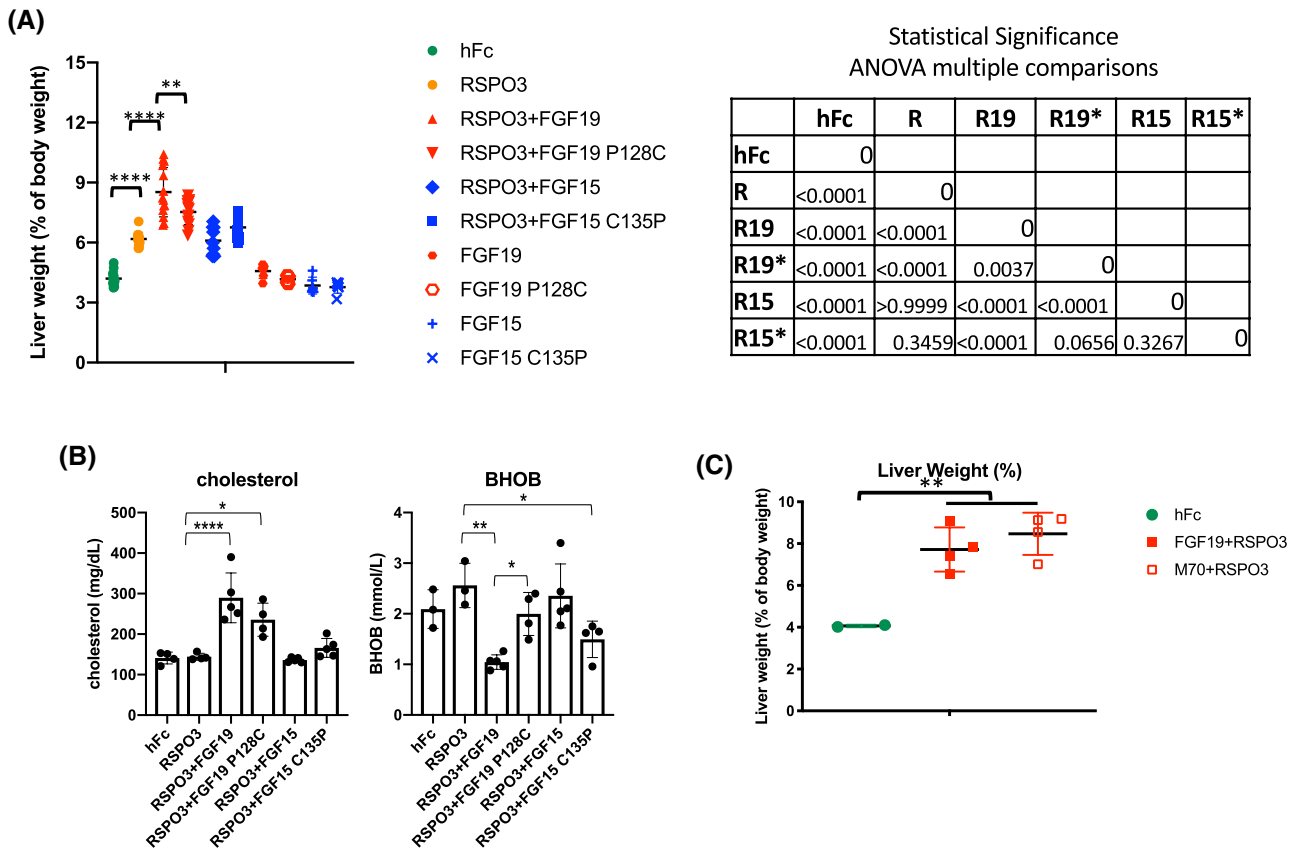 (A)
Liver weight (% of body weight)
15
12
9
6
3
0
****
****
**
hFc
RSPO3
RSPO3+FGF19
RSPO3+FGF19 P128C
RSPO3+FGF15
RSPO3+FGF15 C135P
FGF19
FGF19 P128C
FGF15
FGF15 C135P
Statistical Significance
ANOVA multiple comparisons
hFc R R19 R19* R15 R15*
hFc 0
R <0.0001 0
R19 <0.0001 <0.0001 0
R19* <0.0001 <0.0001 0.0037 0
R15 <0.0001 >0.9999 <0.0001 <0.0001 0
R15* <0.0001 0.3459 <0.0001 0.0656 0.3267 0
(B)
cholesterol
cholesterol (mg/dL)
500
400
300
200
100
0
*
****
hFc
RSPO3
RSPO3+FGF19
RSPO3+FGF19 P128C
RSPO3+FGF15
RSPO3+FGF15 C135P
BHOB
BHOB (mmol/L)
4
3
2
1
0
*
**
*
hFc
RSPO3
RSPO3+FGF19
RSPO3+FGF19 P128C
RSPO3+FGF15
RSPO3+FGF15 C135P
(C)
Liver Weight (%)
**
Liver weight (% of body weight)
10
8
6
4
2
0
hFc
FGF19+RSPO3
M70+RSPO3